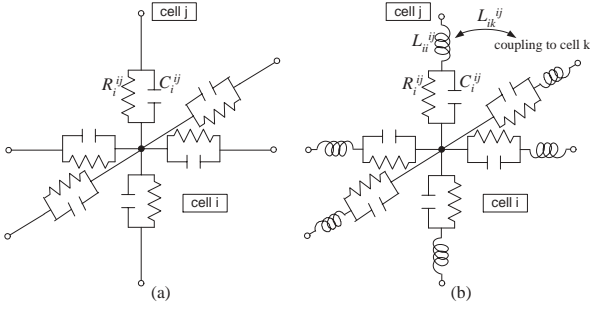 cell j
R_i^ij C_i^ij
cell i
(a)
cell j
L_ii^ij
L_ik^ij
coupling to cell k
R_i^ij C_i^ij
cell i
(b)